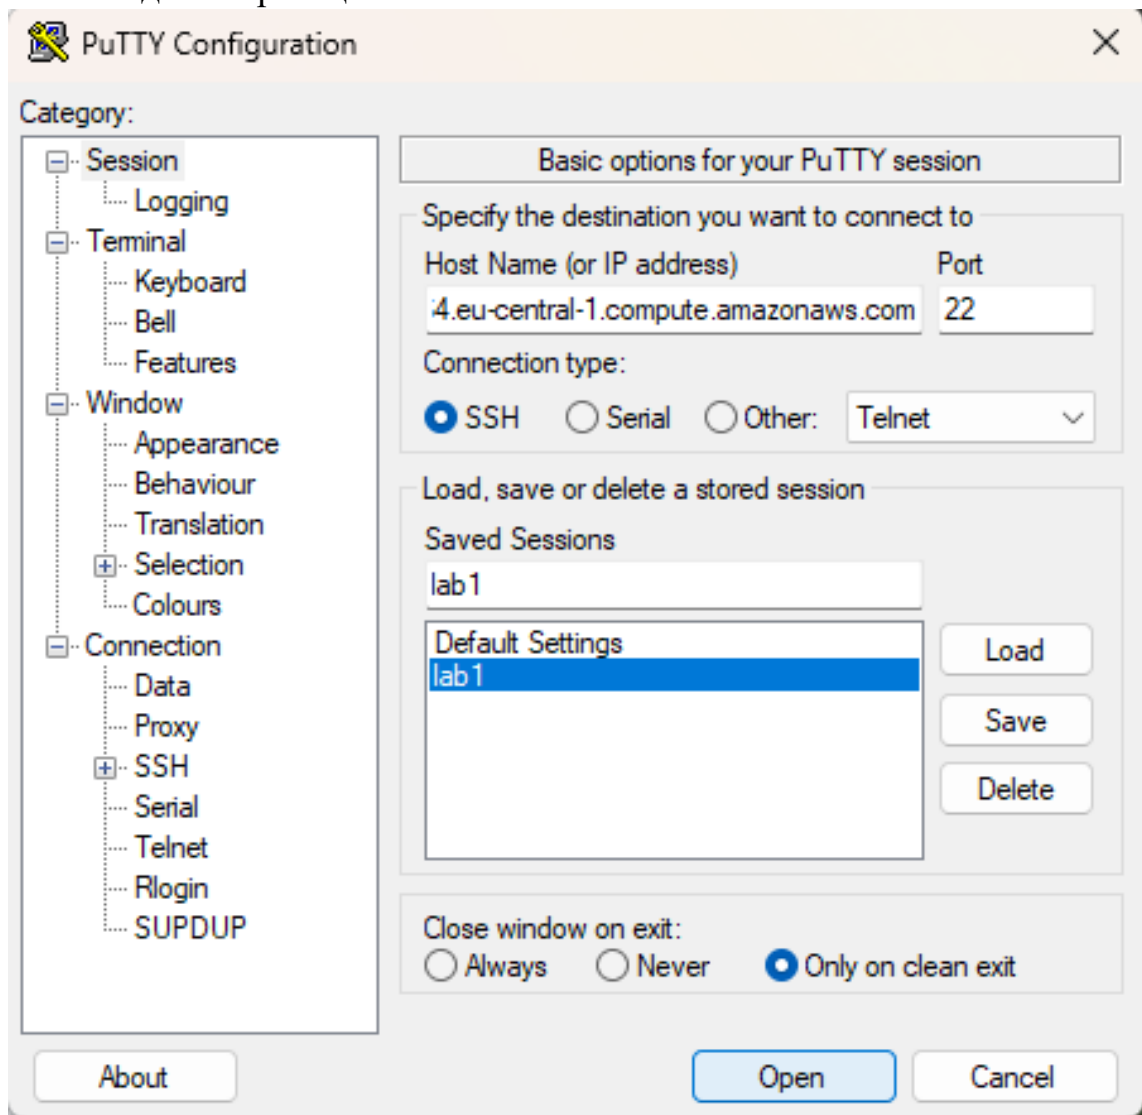 PuTTY Configuration
Category:
Session
Logging
Terminal
Keyboard
Bell
Features
Window
Appearance
Behaviour
Translation
Selection
Colours
Connection
Data
Proxy
SSH
Serial
Telnet
Rlogin
SUPDUP
Basic options for your PuTTY session
Specify the destination you want to connect to
Host Name (or IP address) Port
4.eu-central-1.compute.amazonaws.com 22
Connection type:
SSH Serial Other: Telnet
Load, save or delete a stored session
Saved Sessions
lab1
Default Settings
lab1
Load
Save
Delete
Close window on exit:
Always Never Only on clean exit
About Open Cancel